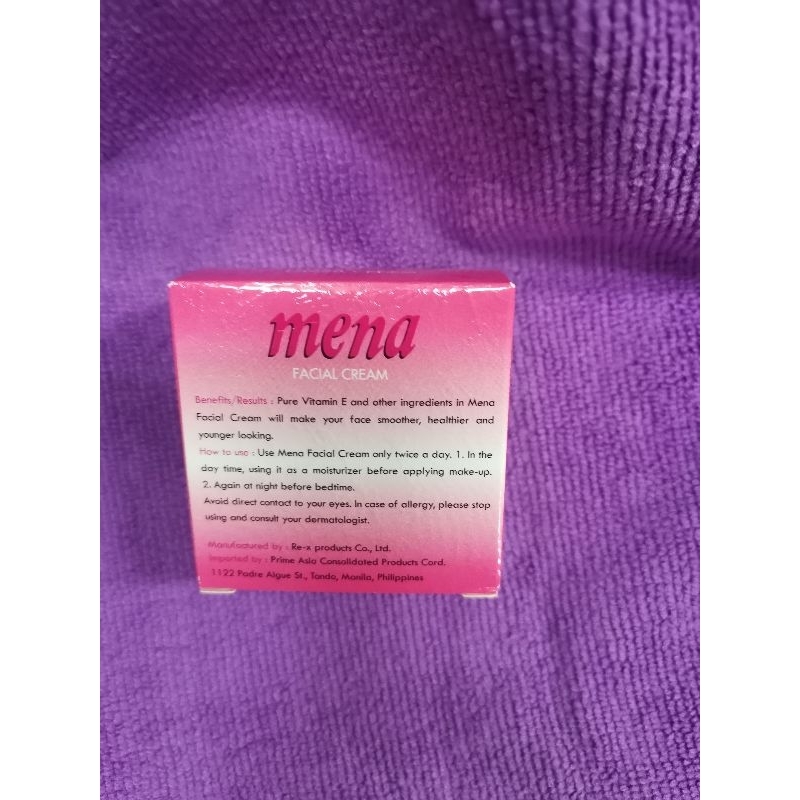 mena
FACIAL CREAM
Benefits/Results : Pure Vitamin E and other ingredients in Mena
Facial Cream will make your face smoother, healthier and
younger looking.
How to use : Use Mena Facial Cream only twice a day. 1. In the
day time, using it as a moisturizer before applying make-up.
2. Again at night before bedtime.
Avoid direct contact to your eyes. In case of allergy, please stop
using and consult your dermatologist.
Manufactured by : Re-x products Co., Ltd.
Imported by : Prime Asia Consolidated Products Cord.
1122 Padre Algue St., Tondo, Manila, Philippines